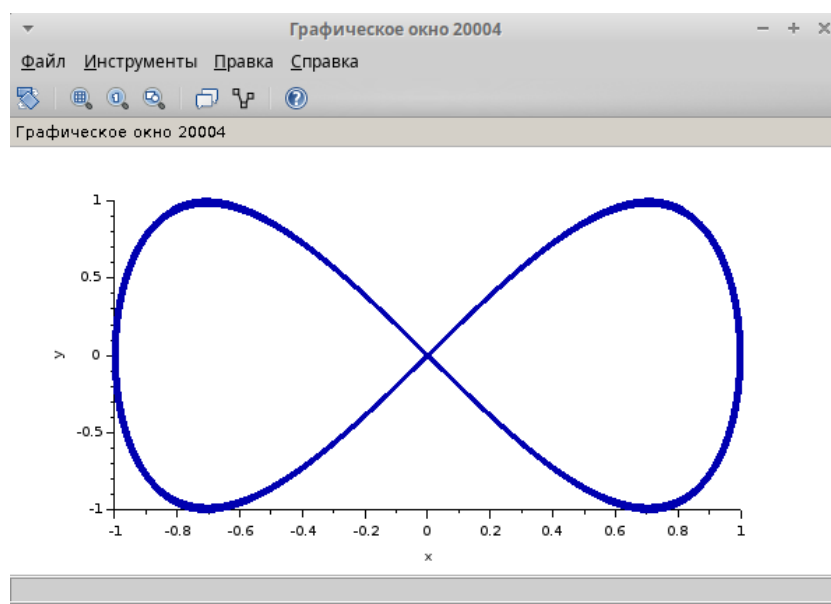 Графическое окно 20004
Файл Инструменты Правка Справка
Графическое окно 20004
1
0.5
y 0
-0.5
-1
-1 -0.8 -0.6 -0.4 -0.2 0 0.2 0.4 0.6 0.8 1
x